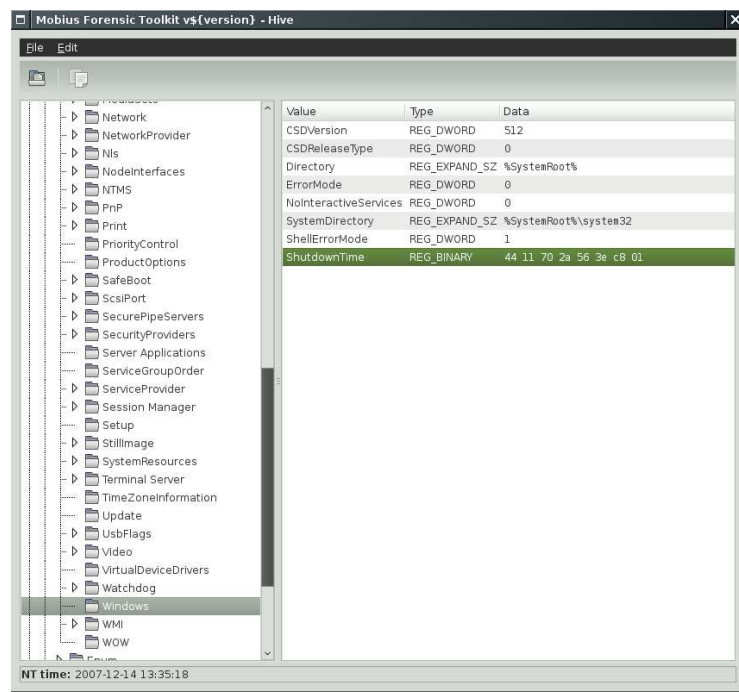 Mobius Forensic Toolkit v${version} - Hive
File Edit
MediaSets
Network
NetworkProvider
Nls
NodeInterfaces
NTMS
PnP
Print
PriorityControl
ProductOptions
SafeBoot
ScsiPort
SecurePipeServers
SecurityProviders
Server Applications
ServiceGroupOrder
ServiceProvider
Session Manager
Setup
StillImage
SystemResources
Terminal Server
TimeZoneInformation
Update
UsbFlags
Video
VirtualDeviceDrivers
Watchdog
Windows
WMI
WOW
Enum
Value Type Data
CSDVersion REG_DWORD 512
CSDReleaseType REG_DWORD 0
Directory REG_EXPAND_SZ %SystemRoot%
ErrorMode REG_DWORD 0
NoInteractiveServices REG_DWORD 0
SystemDirectory REG_EXPAND_SZ %SystemRoot%\system32
ShellErrorMode REG_DWORD 1
ShutdownTime REG_BINARY 44 11 70 2a 56 3e c8 01
NT time: 2007-12-14 13:35:18